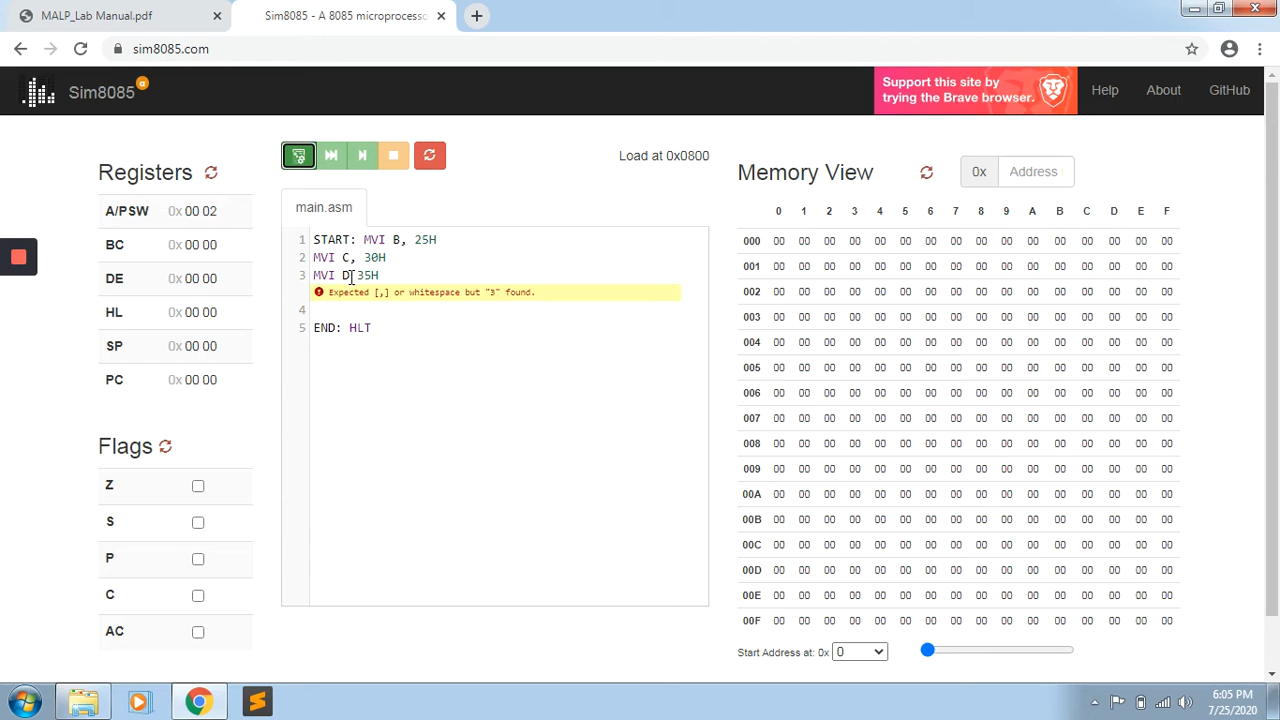 MALP_Lab Manual.pdf
Sim8085 - A 8085 microprocesso
sim8085.com
Sim8085
a
Support this site by
trying the Brave browser.
Help
About
GitHub
Registers
A/PSW 0x 00 02
BC 0x 00 00
DE 0x 00 00
HL 0x 00 00
SP 0x 00 00
PC 0x 00 00
Flags
Z
S
P
C
AC
Load at 0x0800
main.asm
1 START: MVI B, 25H
2 MVI C, 30H
3 MVI D 35H
Expected [,] or whitespace but "3" found.
4
5 END: HLT
Memory View
0x Address
0 1 2 3 4 5 6 7 8 9 A B C D E F
000 00 00 00 00 00 00 00 00 00 00 00 00 00 00 00 00
001 00 00 00 00 00 00 00 00 00 00 00 00 00 00 00 00
002 00 00 00 00 00 00 00 00 00 00 00 00 00 00 00 00
003 00 00 00 00 00 00 00 00 00 00 00 00 00 00 00 00
004 00 00 00 00 00 00 00 00 00 00 00 00 00 00 00 00
005 00 00 00 00 00 00 00 00 00 00 00 00 00 00 00 00
006 00 00 00 00 00 00 00 00 00 00 00 00 00 00 00 00
007 00 00 00 00 00 00 00 00 00 00 00 00 00 00 00 00
008 00 00 00 00 00 00 00 00 00 00 00 00 00 00 00 00
009 00 00 00 00 00 00 00 00 00 00 00 00 00 00 00 00
00A 00 00 00 00 00 00 00 00 00 00 00 00 00 00 00 00
00B 00 00 00 00 00 00 00 00 00 00 00 00 00 00 00 00
00C 00 00 00 00 00 00 00 00 00 00 00 00 00 00 00 00
00D 00 00 00 00 00 00 00 00 00 00 00 00 00 00 00 00
00E 00 00 00 00 00 00 00 00 00 00 00 00 00 00 00 00
00F 00 00 00 00 00 00 00 00 00 00 00 00 00 00 00 00
Start Address at: 0x 0
6:05 PM
7/25/2020